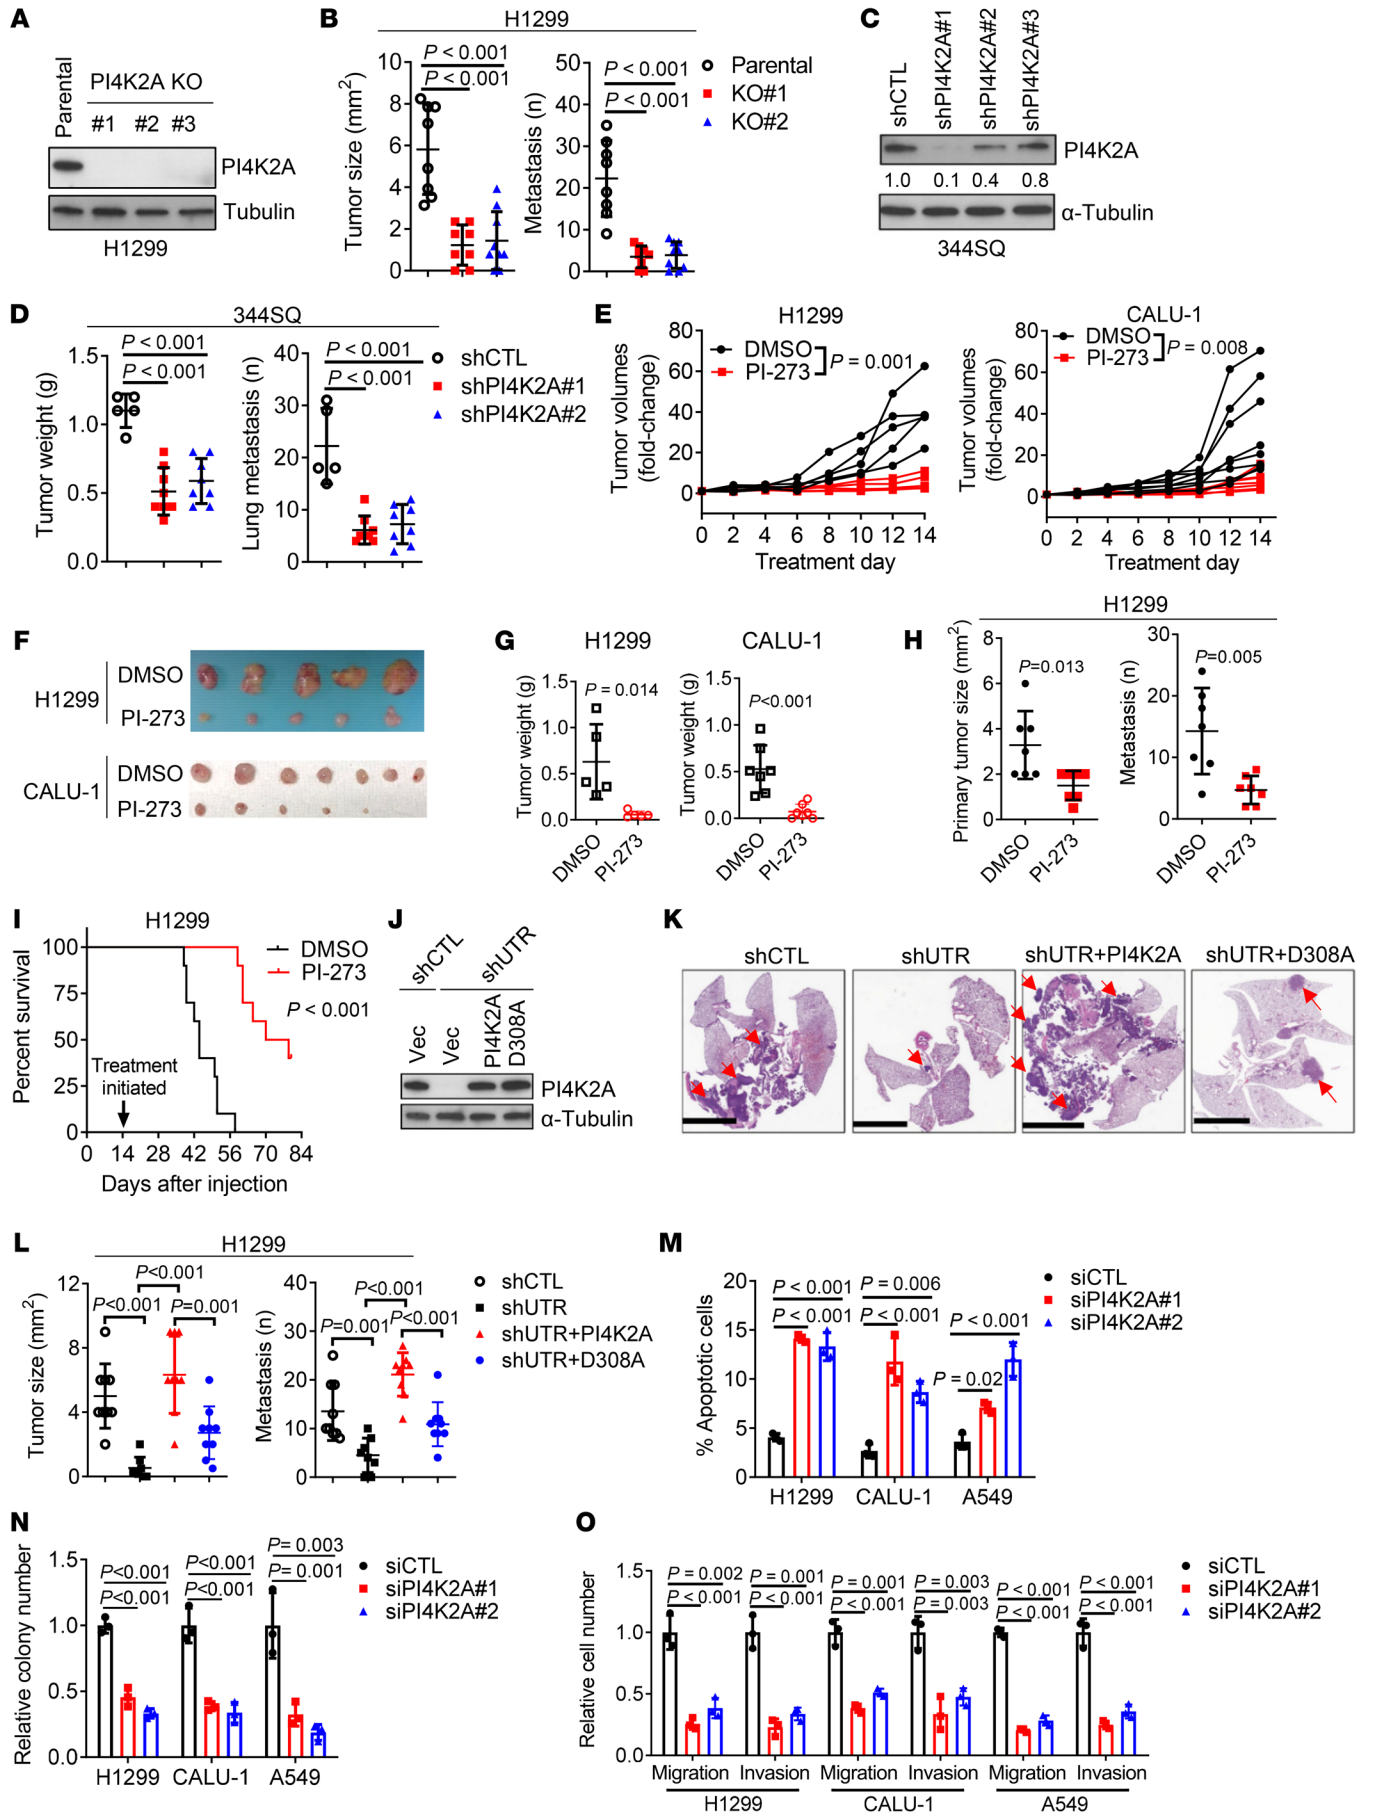 A
Parental
PI4K2A KO
#1 #2 #3
PI4K2A
Tubulin
H1299
B
H1299
Tumor size (mm2)
10
8
6
4
2
0
P < 0.001
P < 0.001
Metastasis (n)
50
40
30
20
10
0
P < 0.001
P < 0.001
Parental
KO#1
KO#2
C
shCTL
shPI4K2A#1
shPI4K2A#2
shPI4K2A#3
PI4K2A
1.0 0.1 0.4 0.8
α-Tubulin
344SQ
D
344SQ
Tumor weight (g)
1.5
1.0
0.5
0.0
P < 0.001
P < 0.001
Lung metastasis (n)
40
30
20
10
0
P < 0.001
P < 0.001
shCTL
shPI4K2A#1
shPI4K2A#2
E
H1299
Tumor volumes
(fold-change)
80
60
40
20
0
DMSO
PI-273
P = 0.001
0 2 4 6 8 10 12 14
Treatment day
CALU-1
Tumor volumes
(fold-change)
80
60
40
20
0
DMSO
PI-273
P = 0.008
0 2 4 6 8 10 12 14
Treatment day
F
H1299
DMSO
PI-273
CALU-1
DMSO
PI-273
G
H1299
Tumor weight (g)
1.5
1.0
0.5
0.0
P = 0.014
DMSO
PI-273
CALU-1
Tumor weight (g)
1.5
1.0
0.5
0.0
P<0.001
DMSO
PI-273
H
H1299
Primary tumor size (mm2)
8
6
4
2
0
P=0.013
DMSO
PI-273
Metastasis (n)
30
20
10
0
P=0.005
DMSO
PI-273
I
H1299
Percent survival
100
75
50
25
0
DMSO
PI-273
P < 0.001
Treatment
initiated
0 14 28 42 56 70 84
Days after injection
J
shCTL
shUTR
Vec
Vec
PI4K2A
D308A
PI4K2A
α-Tubulin
K
shCTL
shUTR
shUTR+PI4K2A
shUTR+D308A
L
H1299
Tumor size (mm2)
12
8
4
0
P<0.001
P<0.001
P=0.001
Metastasis (n)
40
30
20
10
0
P<0.001
P=0.001
P<0.001
shCTL
shUTR
shUTR+PI4K2A
shUTR+D308A
M
% Apoptotic cells
20
15
10
5
0
P < 0.001
P < 0.001
P = 0.006
P < 0.001
P < 0.001
P = 0.02
siCTL
siPI4K2A#1
siPI4K2A#2
H1299 CALU-1 A549
N
Relative colony number
1.5
1.0
0.5
0.0
P<0.001
P<0.001
P<0.001
P<0.001
P= 0.003
P= 0.001
siCTL
siPI4K2A#1
siPI4K2A#2
H1299 CALU-1 A549
O
Relative cell number
1.5
1.0
0.5
0.0
P = 0.002
P < 0.001
P = 0.001
P < 0.001
P = 0.001
P < 0.001
P = 0.003
P = 0.003
P < 0.001
P < 0.001
P < 0.001
P < 0.001
siCTL
siPI4K2A#1
siPI4K2A#2
Migration Invasion Migration Invasion Migration Invasion
H1299 CALU-1 A549